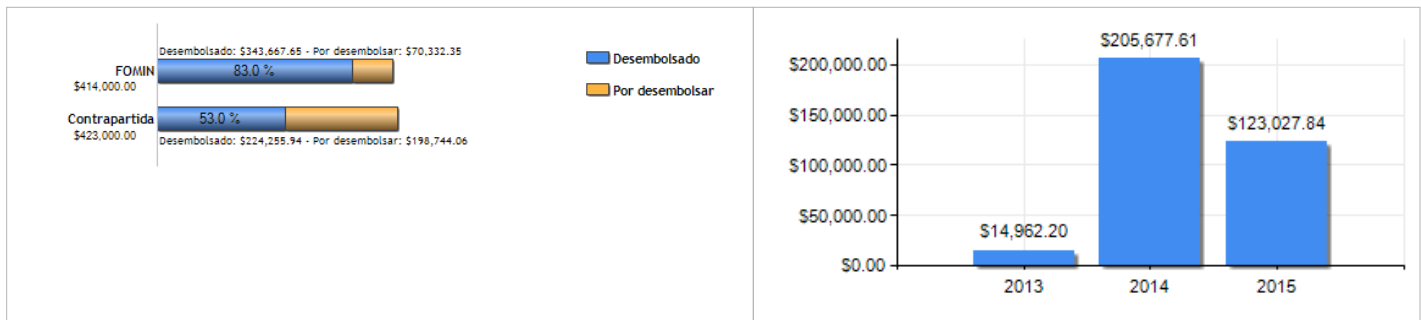 Desembolsado: $343,667.65 - Por desembolsar: $70,332.35
FOMIN
83.0 %
$414,000.00
Contrapartida
53.0 %
$423,000.00
Desembolsado: $224,255.94 - Por desembolsar: $198,744.06
Desembolsado
Por desembolsar
$205,677.61
$200,000.00
$150,000.00
$123,027.84
$100,000.00
$50,000.00
$14,962.20
$0.00
2013 2014 2015